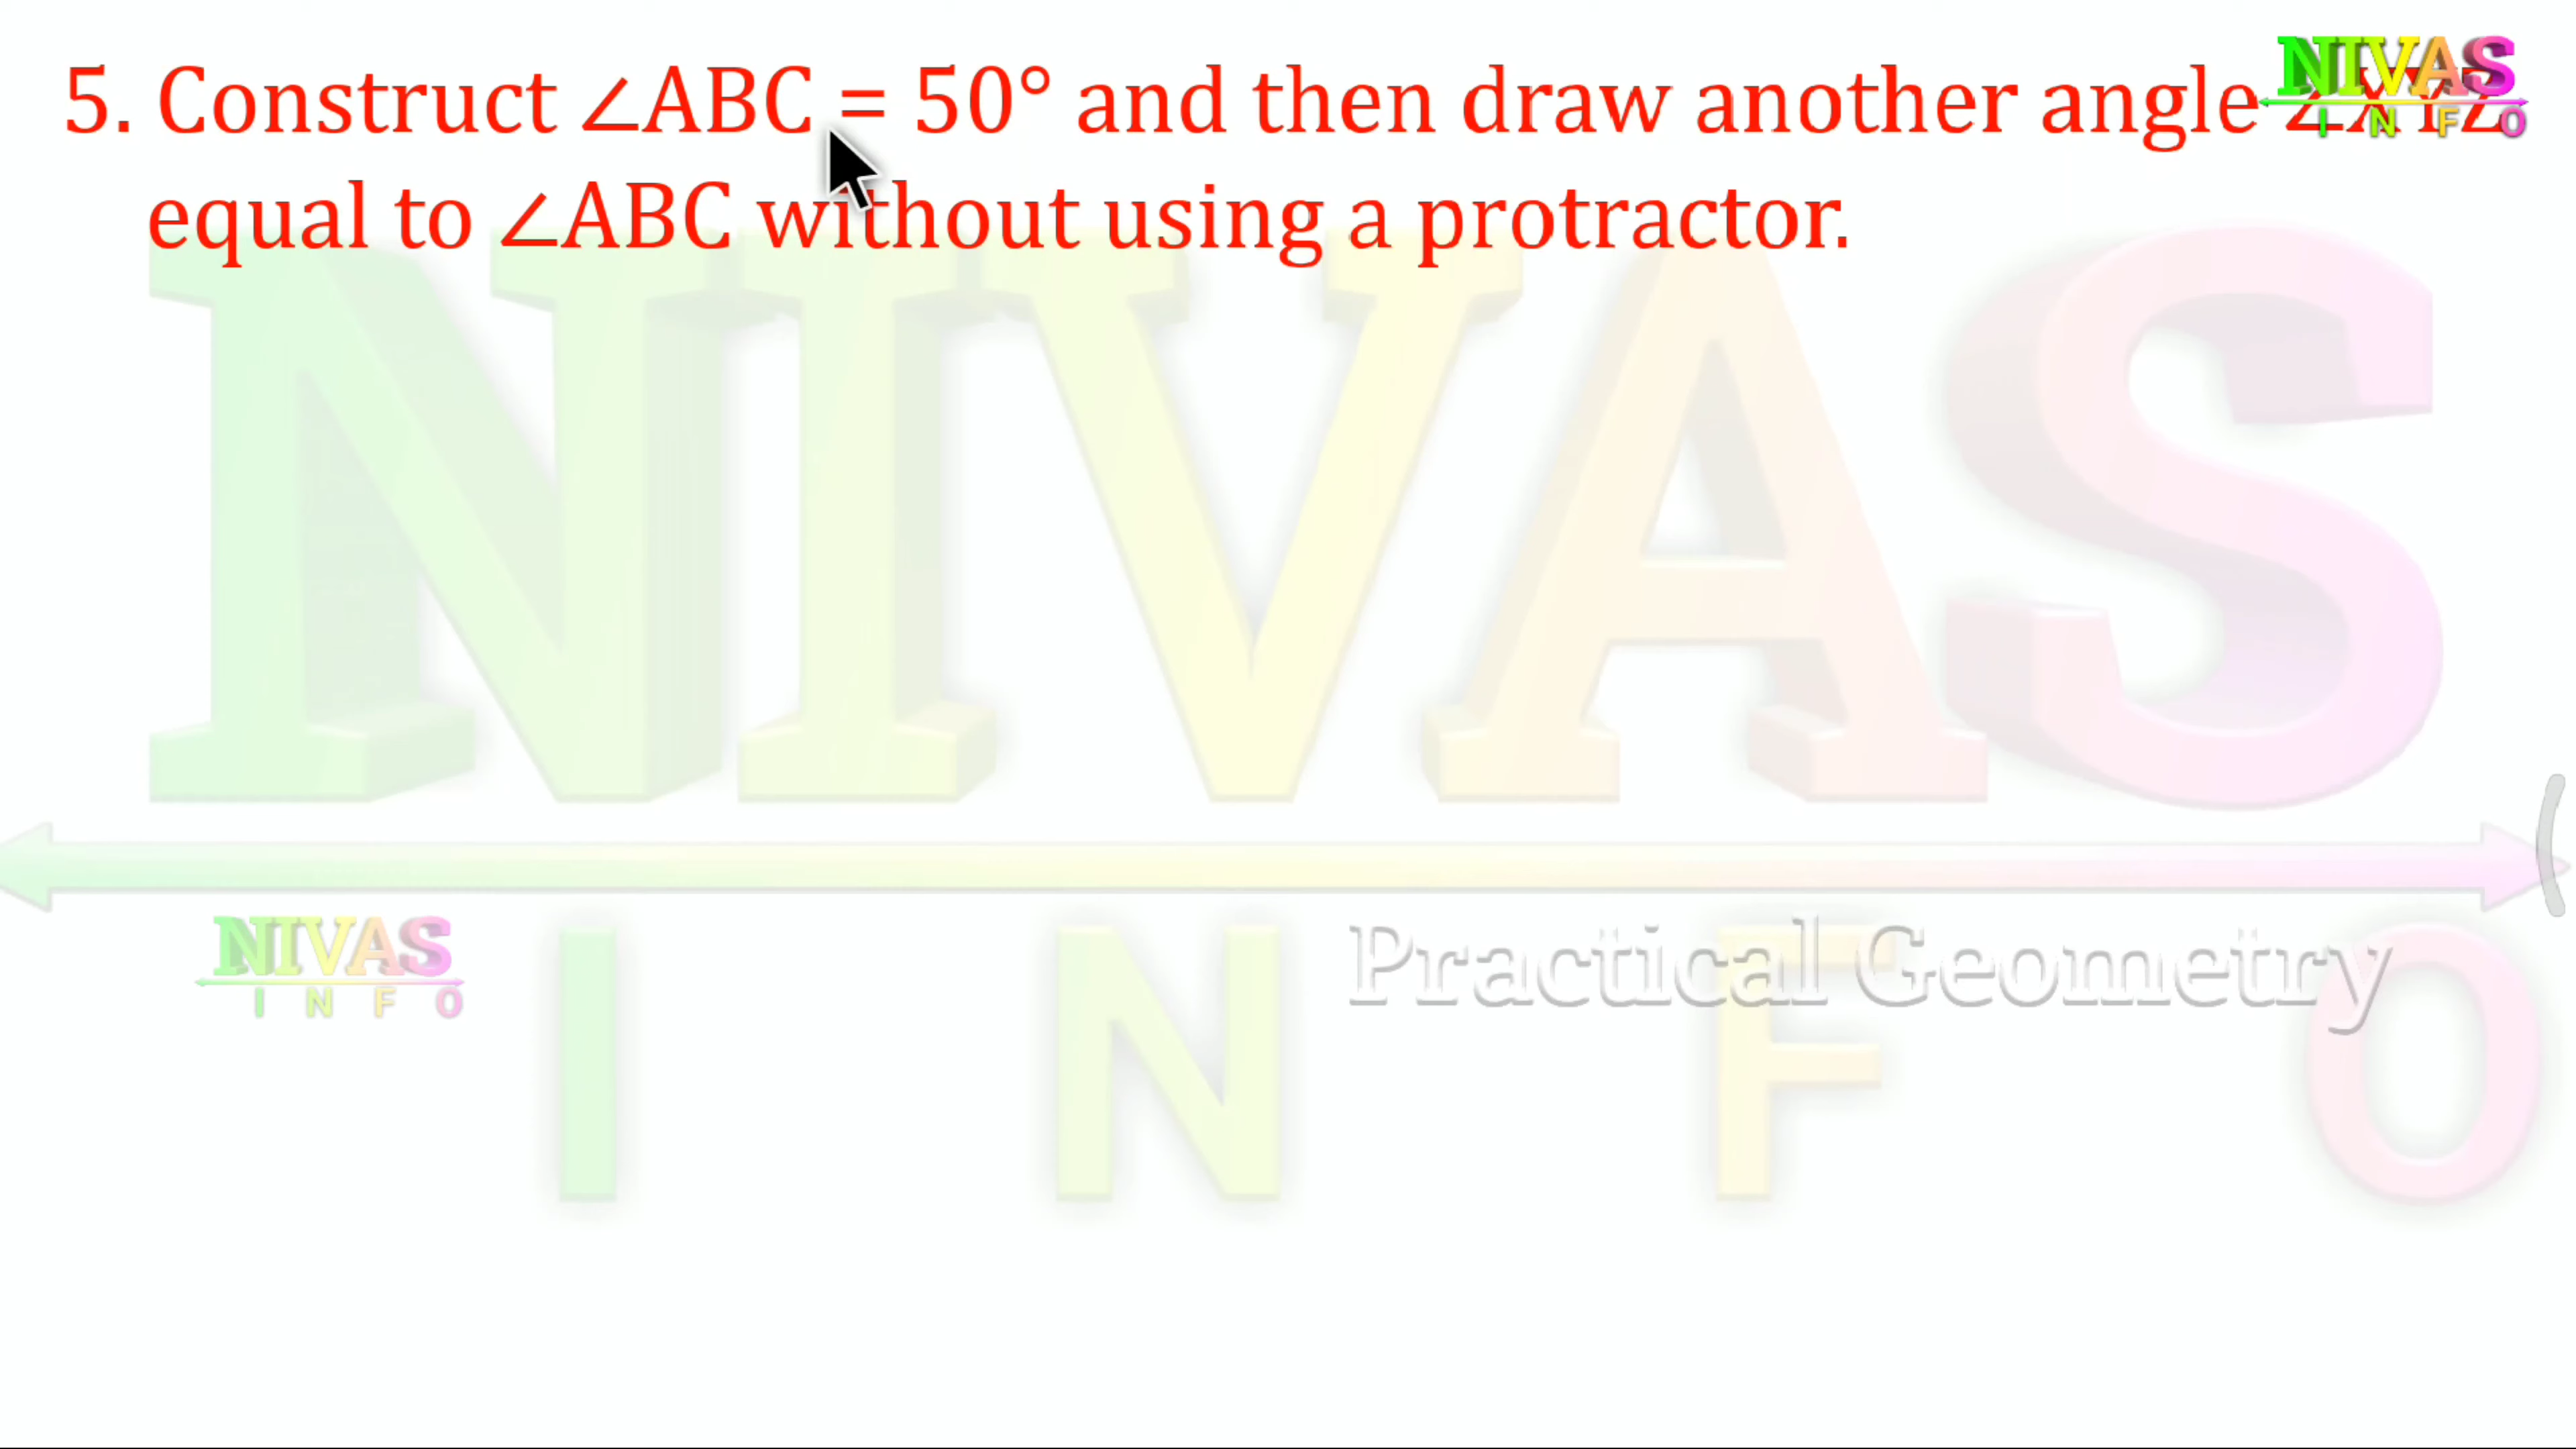 5. Construct ∠ABC = 50° and then draw another angle ∠XYZ
equal to ∠ABC without using a protractor.
NIVAS
I N F O
NIVAS
I N F O
NIVAS
I N F O
Practical Geometry